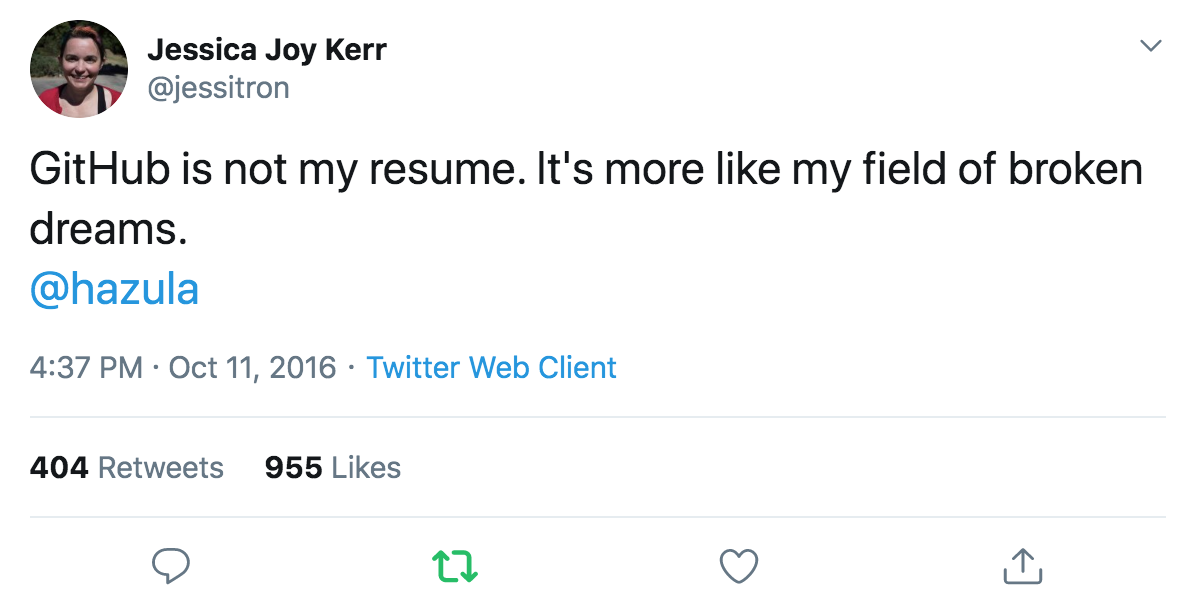 Jessica Joy Kerr
@jessitron
GitHub is not my resume. It's more like my field of broken
dreams.
@hazula
4:37 PM · Oct 11, 2016 · Twitter Web Client
404 Retweets 955 Likes